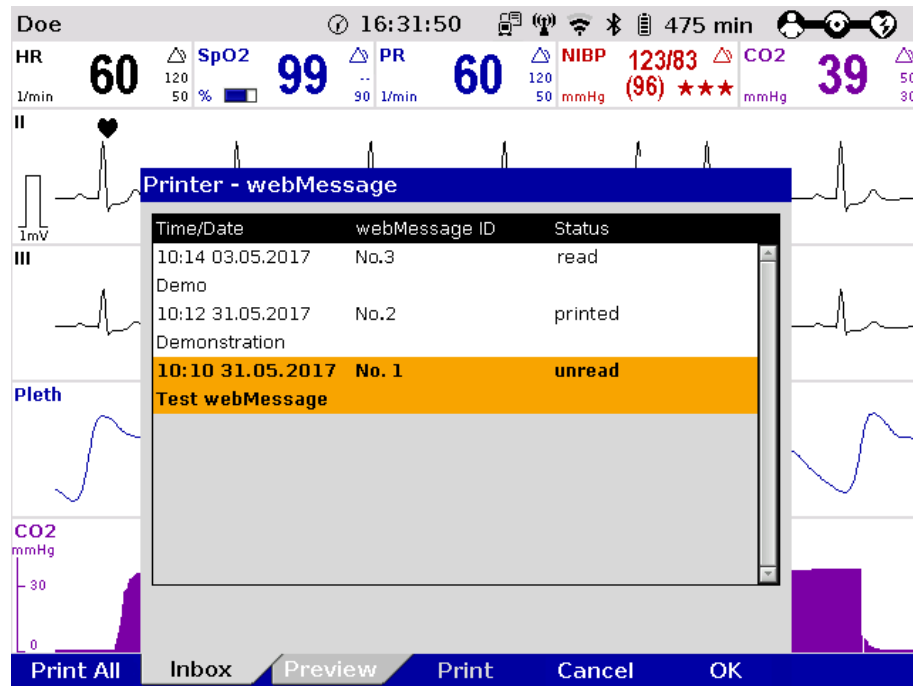 Doe 16:31:50 475 min
HR 60 1/min 120 50
SpO2 99 % -- 90
PR 60 1/min 120 50
NIBP 123/83 (96) mmHg ★★★
CO2 39 mmHg 50 30
II
1mV
Printer - webMessage
Time/Date webMessage ID Status
10:14 03.05.2017 No.3 read
Demo
10:12 31.05.2017 No.2 printed
Demonstration
10:10 31.05.2017 No. 1 unread
Test webMessage
III
Pleth
CO2
mmHg
30
0
Print All Inbox Preview Print Cancel OK